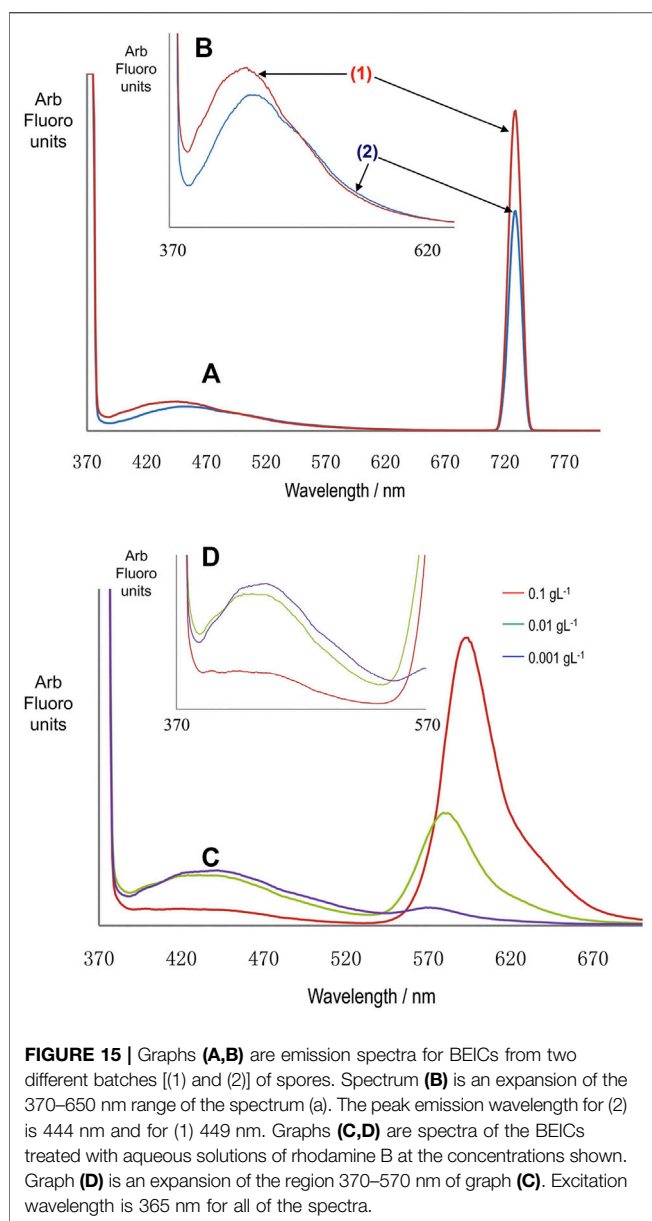 Arb
Fluoro
units
B
(1)
Arb
Fluoro
units
(2)
370
620
A
370 420 470 520 570 620 670 720 770
Wavelength / nm
Arb
Fluoro
units
D
0.1 gL⁻¹
0.01 gL⁻¹
0.001 gL⁻¹
370
570
Arb
Fluoro
units
C
370 420 470 520 570 620 670
Wavelength / nm
FIGURE 15 | Graphs (A,B) are emission spectra for BEICs from two
different batches [(1) and (2)] of spores. Spectrum (B) is an expansion of the
370–650 nm range of the spectrum (a). The peak emission wavelength for (2)
is 444 nm and for (1) 449 nm. Graphs (C,D) are spectra of the BEICs
treated with aqueous solutions of rhodamine B at the concentrations shown.
Graph (D) is an expansion of the region 370–570 nm of graph (C). Excitation
wavelength is 365 nm for all of the spectra.